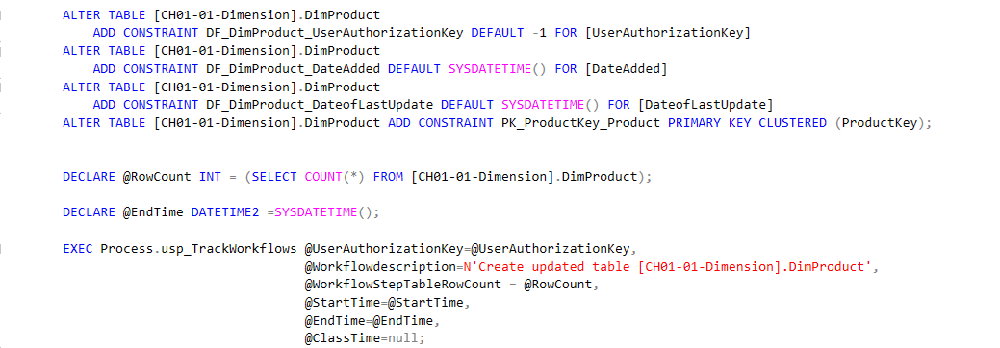 ALTER TABLE [CH01-01-Dimension].DimProduct
ADD CONSTRAINT DF_DimProduct_UserAuthorizationKey DEFAULT -1 FOR [UserAuthorizationKey]
ALTER TABLE [CH01-01-Dimension].DimProduct
ADD CONSTRAINT DF_DimProduct_DateAdded DEFAULT SYSDATETIME() FOR [DateAdded]
ALTER TABLE [CH01-01-Dimension].DimProduct
ADD CONSTRAINT DF_DimProduct_DateofLastUpdate DEFAULT SYSDATETIME() FOR [DateofLastUpdate]
ALTER TABLE [CH01-01-Dimension].DimProduct ADD CONSTRAINT PK_ProductKey_Product PRIMARY KEY CLUSTERED (ProductKey);
DECLARE @RowCount INT = (SELECT COUNT(*) FROM [CH01-01-Dimension].DimProduct);
DECLARE @EndTime DATETIME2 =SYSDATETIME();
EXEC Process.usp_TrackWorkflows @UserAuthorizationKey=@UserAuthorizationKey,
@Workflowdescription=N'Create updated table [CH01-01-Dimension].DimProduct',
@WorkflowStepTableRowCount = @RowCount,
@StartTime=@StartTime,
@EndTime=@EndTime,
@ClassTime=null;